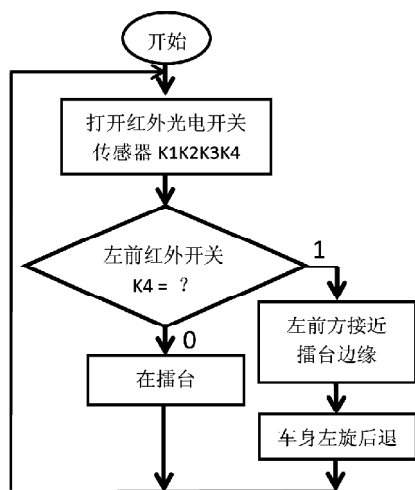 开始
打开红外光电开关
传感器 K1K2K3K4
左前红外开关
K4 = ？
1
0
左前方接近
擂台边缘
在擂台
车身左旋后退